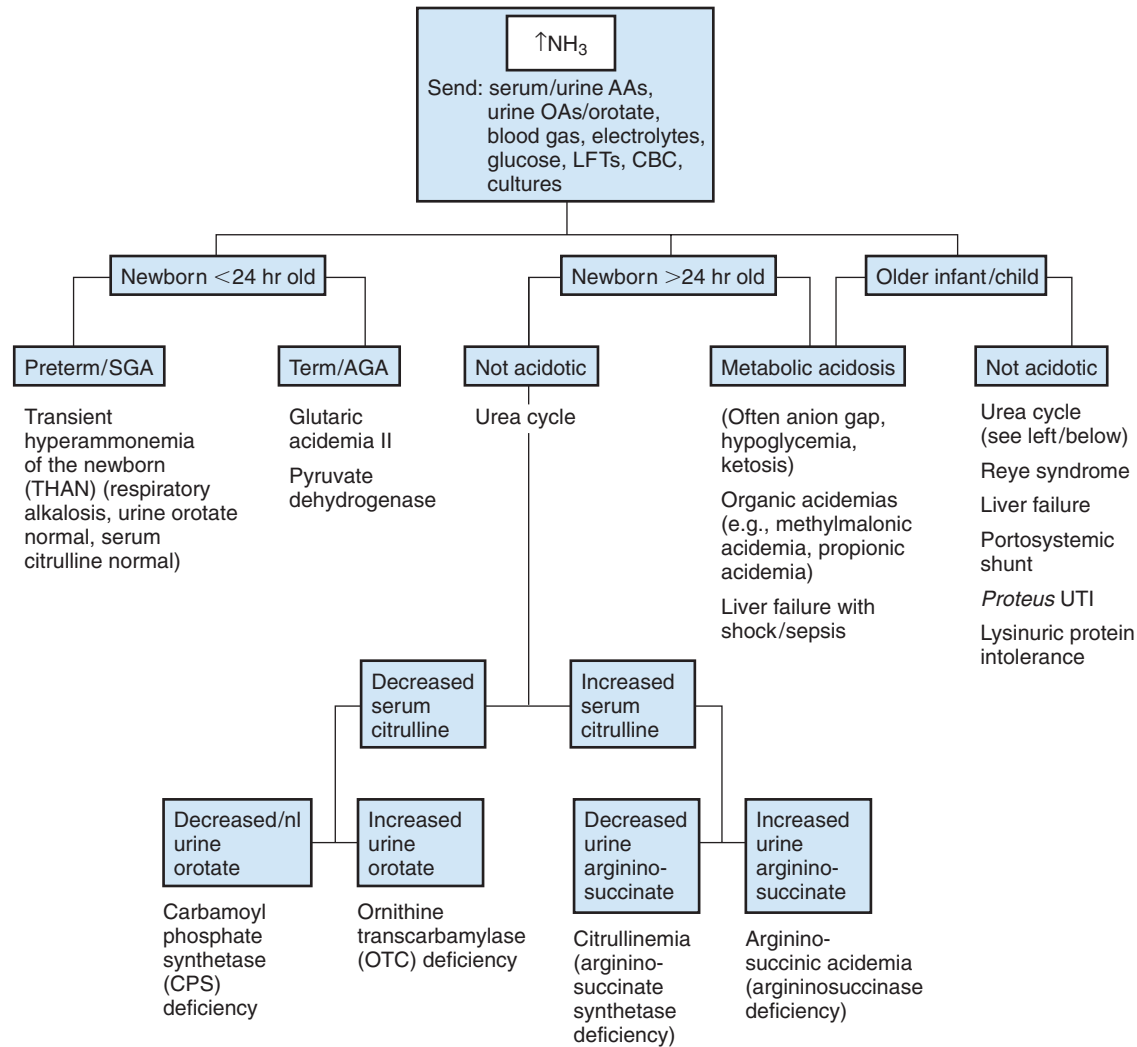 ↑NH₃
Send: serum/urine AAs,
urine OAs/orotate,
blood gas, electrolytes,
glucose, LFTs, CBC,
cultures
Newborn <24 hr old
Newborn >24 hr old
Older infant/child
Preterm/SGA
Term/AGA
Not acidotic
Metabolic acidosis
Not acidotic
Transient
hyperammonemia
of the newborn
(THAN) (respiratory
alkalosis, urine orotate
normal, serum
citrulline normal)
Glutaric
acidemia II
Pyruvate
dehydrogenase
Urea cycle
(Often anion gap,
hypoglycemia,
ketosis)
Organic acidemias
(e.g., methylmalonic
acidemia, propionic
acidemia)
Liver failure with
shock/sepsis
Urea cycle
(see left/below)
Reye syndrome
Liver failure
Portosystemic
shunt
Proteus UTI
Lysinuric protein
intolerance
Decreased
serum
citrulline
Increased
serum
citrulline
Decreased/nl
urine
orotate
Increased
urine
orotate
Decreased
urine
arginino-
succinate
Increased
urine
arginino-
succinate
Carbamoyl
phosphate
synthetase
(CPS)
deficiency
Ornithine
transcarbamylase
(OTC) deficiency
Citrullinemia
(arginino-
succinate
synthetase
deficiency)
Arginino-
succinic acidemia
(argininosuccinase
deficiency)